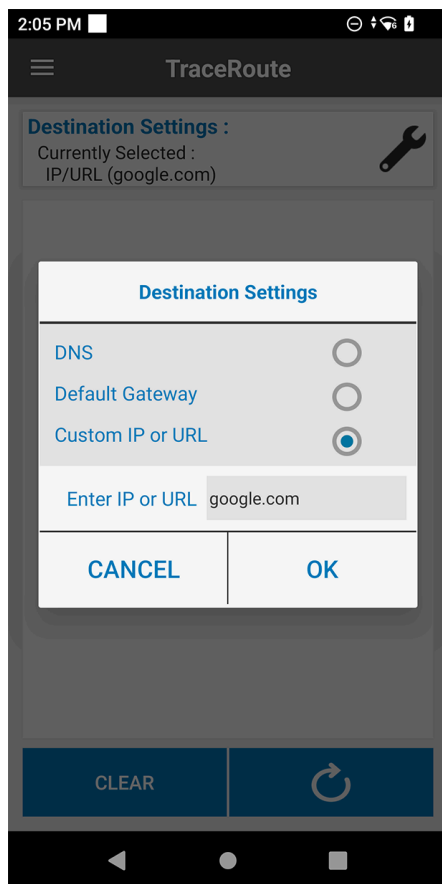 2:05 PM
TraceRoute
Destination Settings :
Currently Selected :
IP/URL (google.com)
Destination Settings
DNS
Default Gateway
Custom IP or URL
Enter IP or URL google.com
CANCEL OK
CLEAR